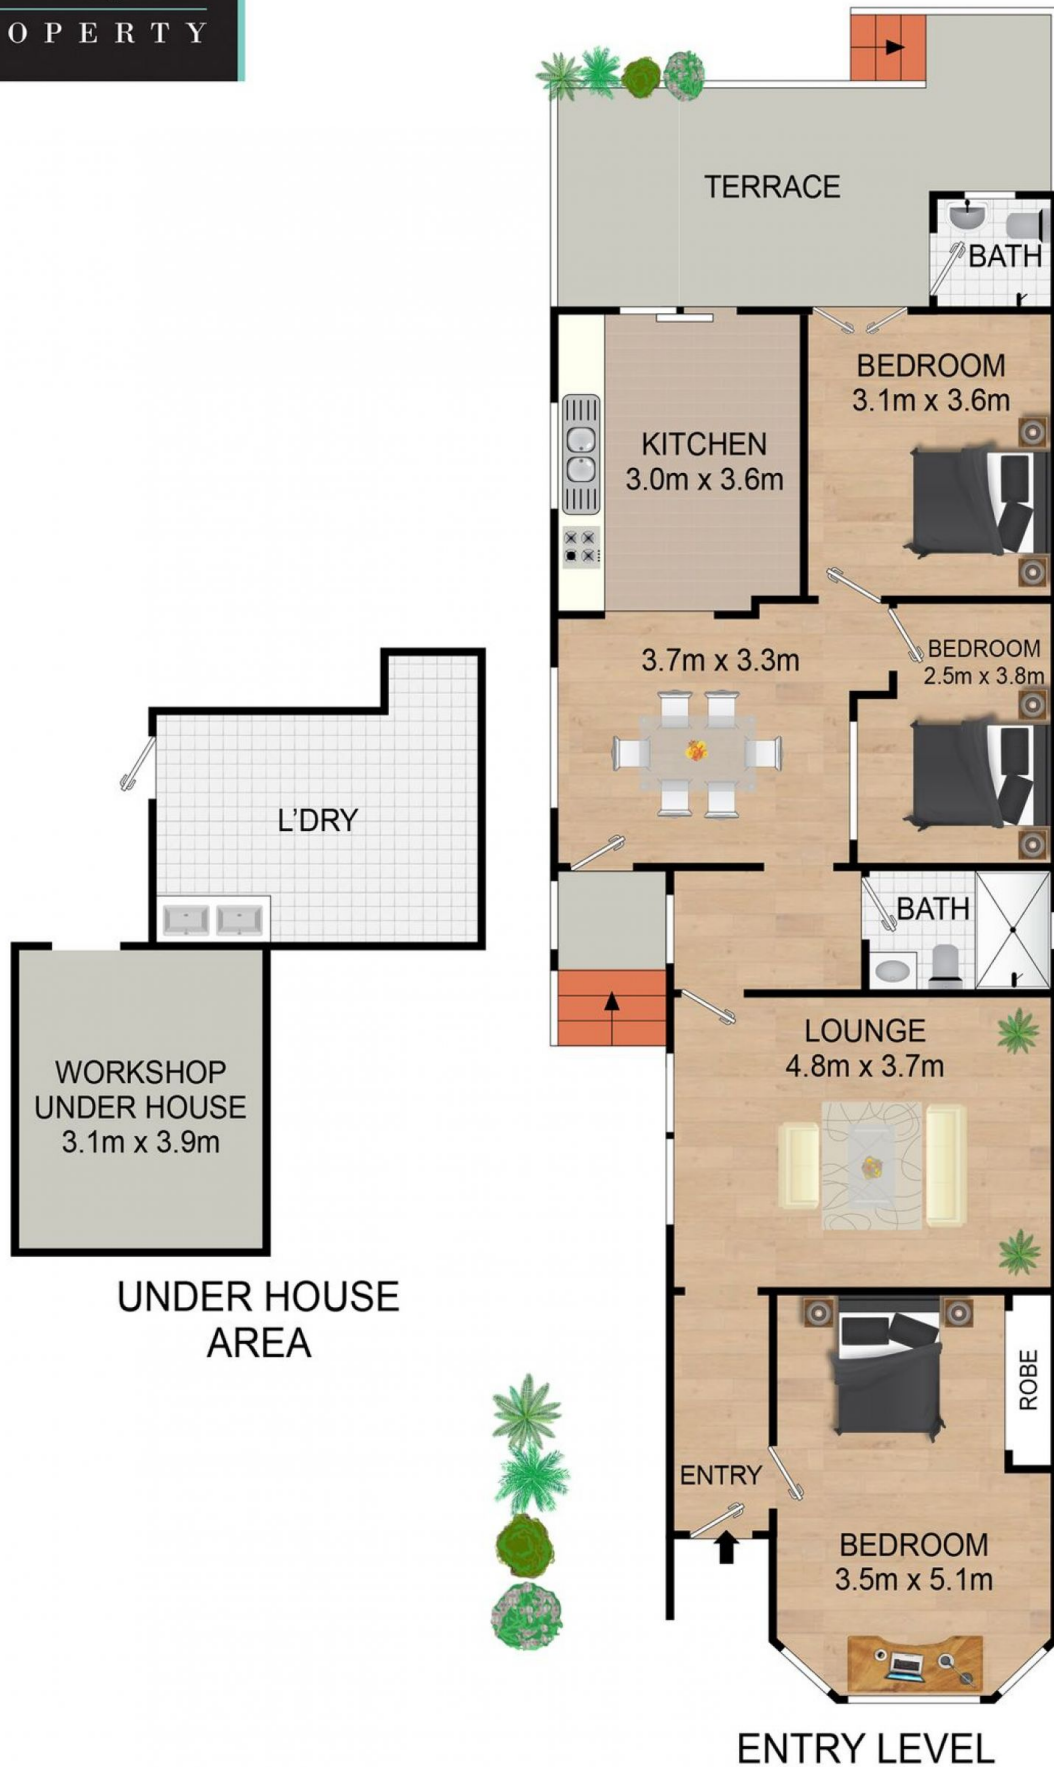 OPERTY
TERRACE
BATH
BEDROOM
3.1m x 3.6m
KITCHEN
3.0m x 3.6m
3.7m x 3.3m
BEDROOM
2.5m x 3.8m
L'DRY
BATH
LOUNGE
4.8m x 3.7m
WORKSHOP
UNDER HOUSE
3.1m x 3.9m
UNDER HOUSE
AREA
ROBE
ENTRY
BEDROOM
3.5m x 5.1m
ENTRY LEVEL